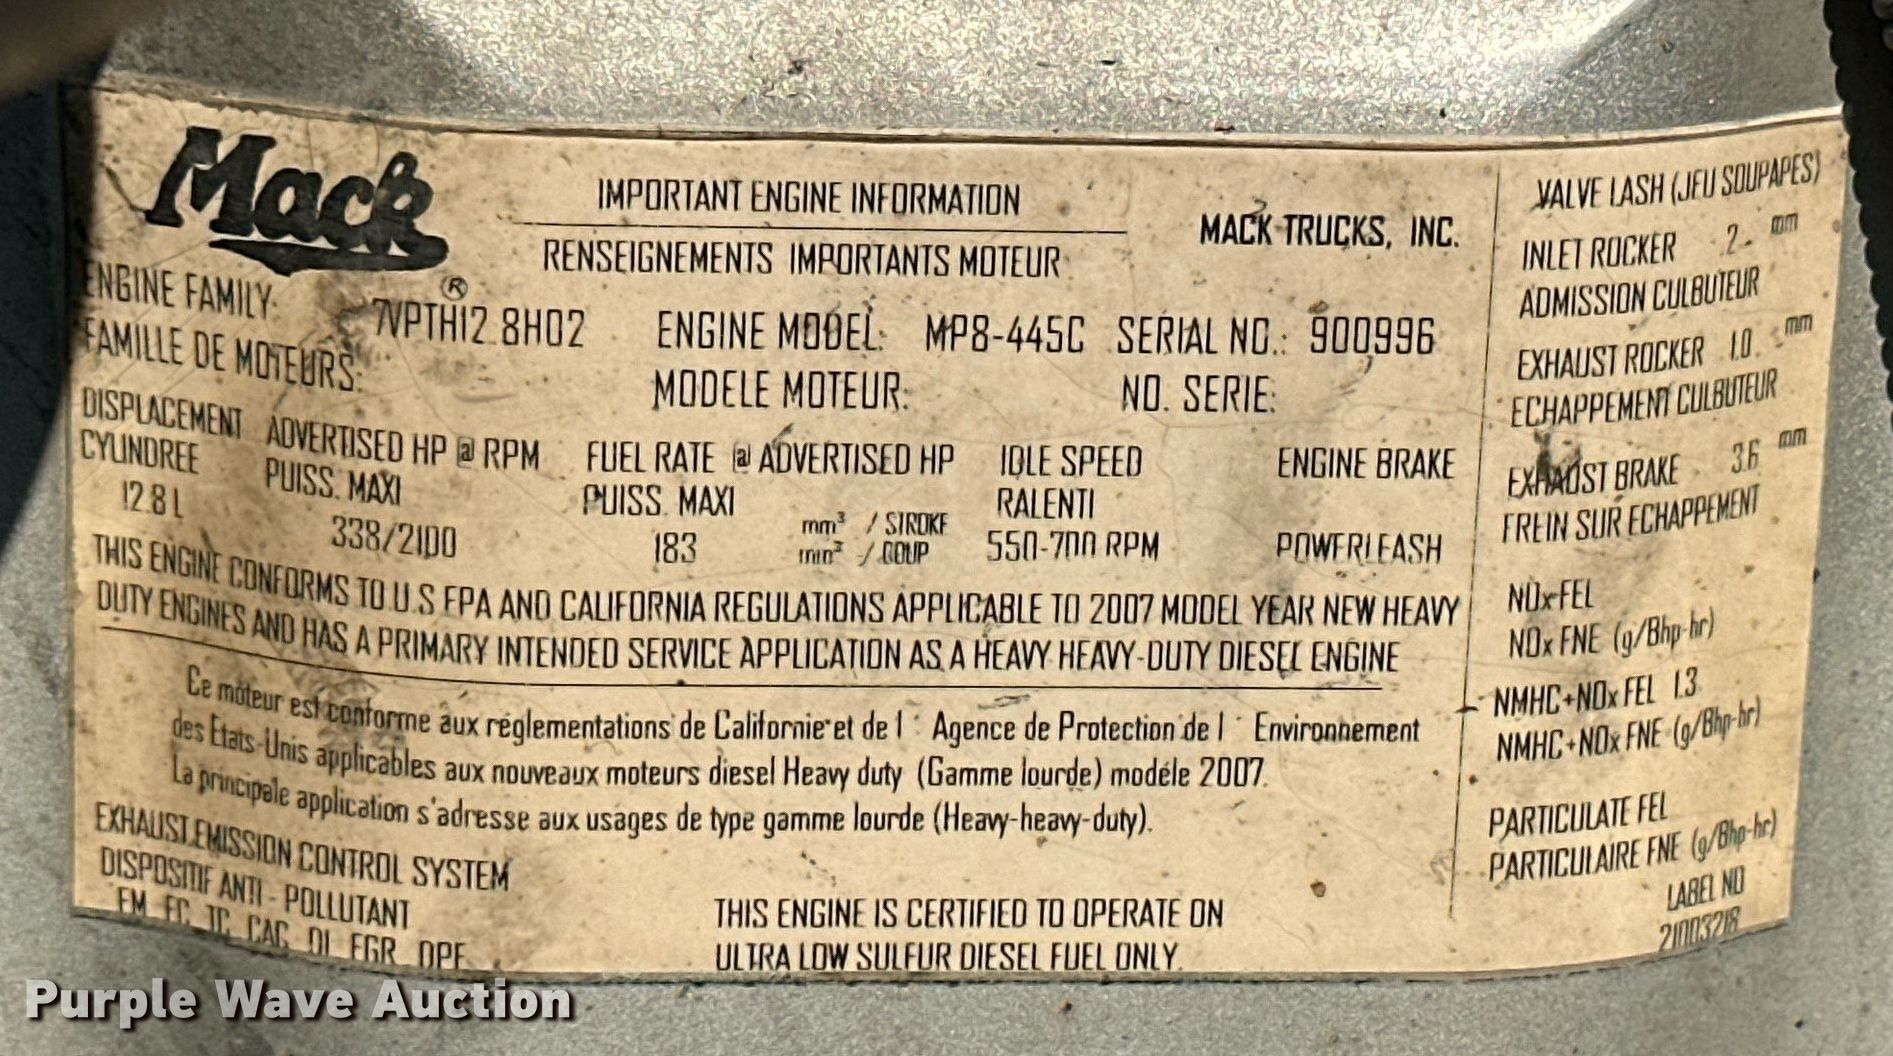 Mack
®
IMPORTANT ENGINE INFORMATION
RENSEIGNEMENTS IMPORTANTS MOTEUR
MACK TRUCKS, INC.
ENGINE FAMILY: 7VPTH12.8H02
FAMILLE DE MOTEURS:
ENGINE MODEL: MP8-445C SERIAL NO.: 900996
MODELE MOTEUR: NO. SERIE:
DISPLACEMENT
CYLINDREE
12.8 L
ADVERTISED HP @ RPM
PUISS. MAXI
338/2100
FUEL RATE @ ADVERTISED HP
PUISS. MAXI
183
mm³ / STROKE
mm³ / COUP
IDLE SPEED
RALENTI
550-700 RPM
ENGINE BRAKE
POWERLEASH
THIS ENGINE CONFORMS TO U.S EPA AND CALIFORNIA REGULATIONS APPLICABLE TO 2007 MODEL YEAR NEW HEAVY
DUTY ENGINES AND HAS A PRIMARY INTENDED SERVICE APPLICATION AS A HEAVY HEAVY-DUTY DIESEL ENGINE
Ce moteur est conforme aux réglementations de Californie et de l ' Agence de Protection de l ' Environnement
des Etats-Unis applicables aux nouveaux moteurs diesel Heavy duty (Gamme lourde) modéle 2007.
La principale application s'adresse aux usages de type gamme lourde (Heavy-heavy-duty).
EXHAUST EMISSION CONTROL SYSTEM
DISPOSITIF ANTI - POLLUTANT
EM EC TC CAC DI EGR OPF
THIS ENGINE IS CERTIFIED TO OPERATE ON
ULTRA LOW SULFUR DIESEL FUEL ONLY.
VALVE LASH (JEU SOUPAPES)
INLET ROCKER 2. mm
ADMISSION CULBUTEUR
EXHAUST ROCKER 1.0 mm
ECHAPPEMENT CULBUTEUR
EXHAUST BRAKE 3.6 mm
FREIN SUR ECHAPPEMENT
NOx FEL
NOx FNE (g/Bhp-hr)
NMHC+NOx FEL 1.3
NMHC+NOx FNE (g/Bhp-hr)
PARTICULATE FEL
PARTICULAIRE FNE (g/Bhp-hr)
LABEL NO
21003218
Purple Wave Auction